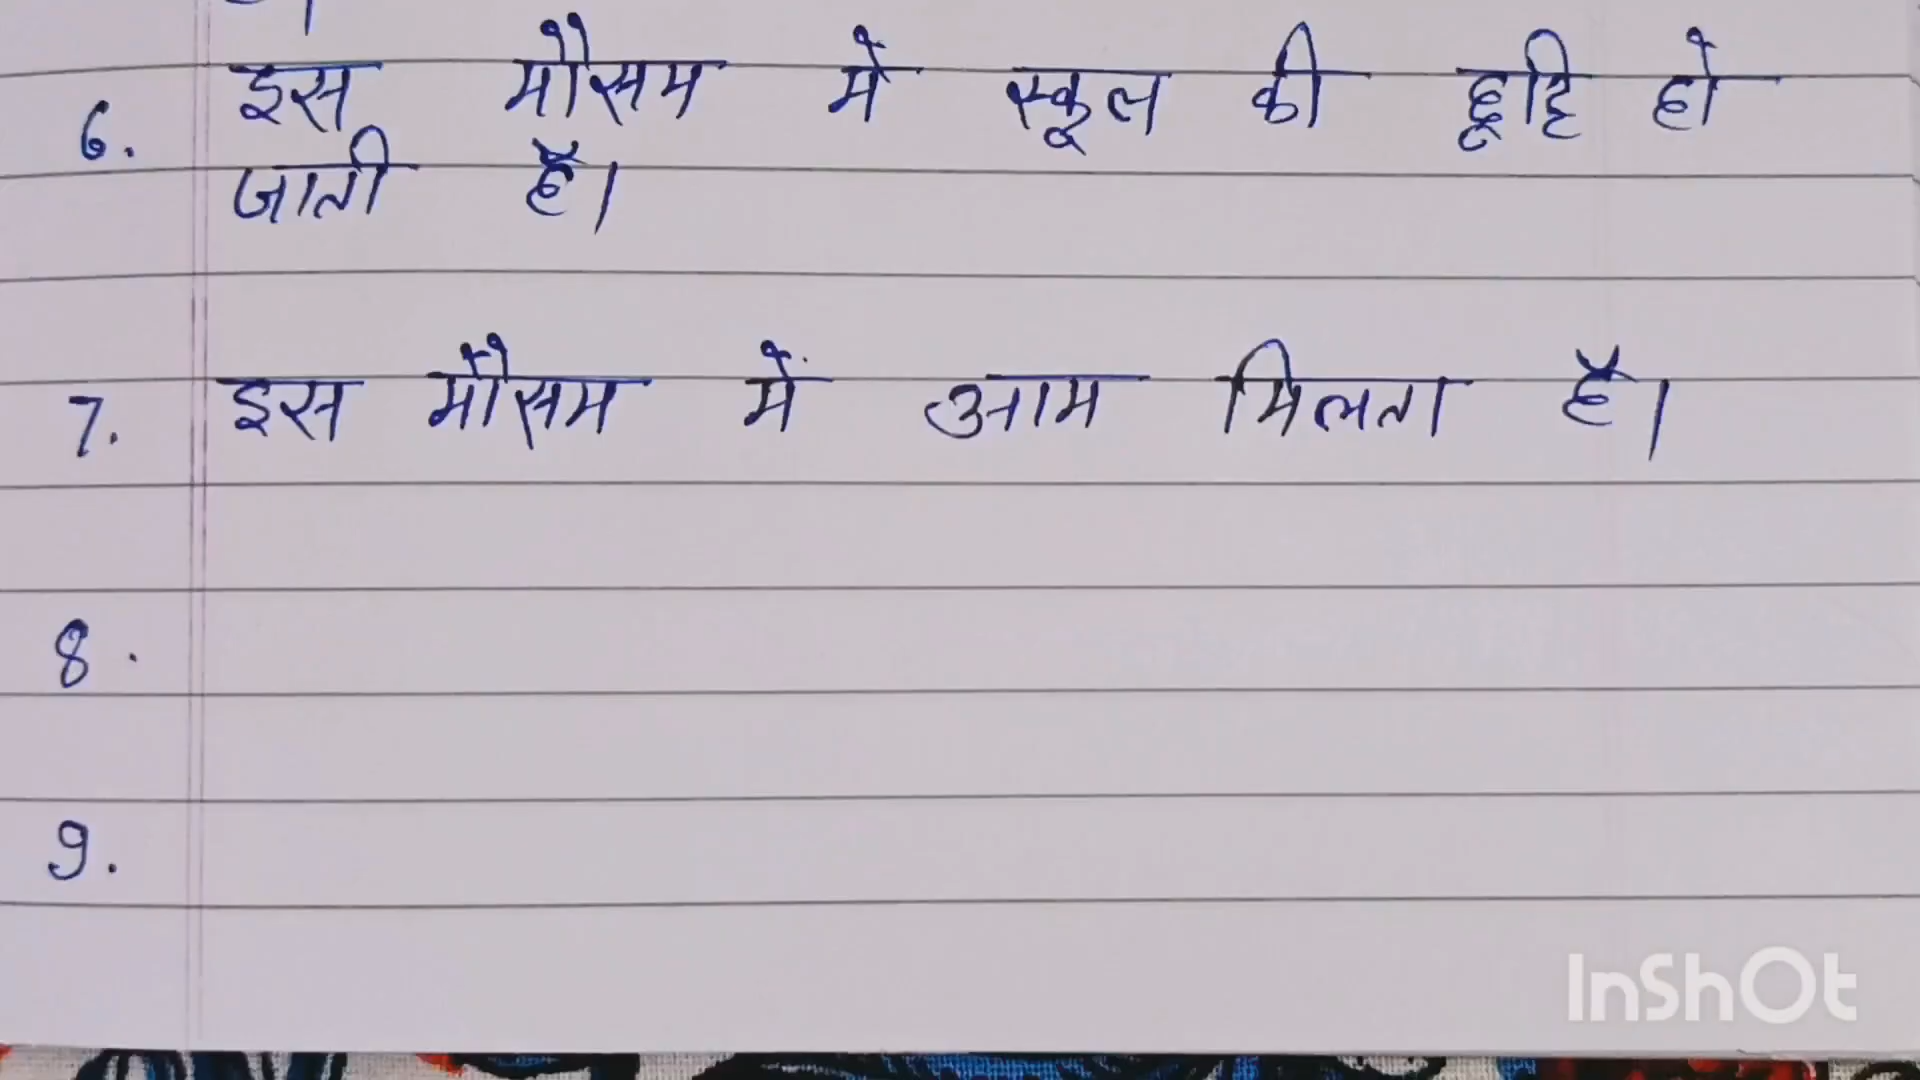 6. इस मौसम मे स्कूल की छूट्टि हो
जाती है।
7. इस मौसम में आम मिलता है।
8.
9.
InShOt